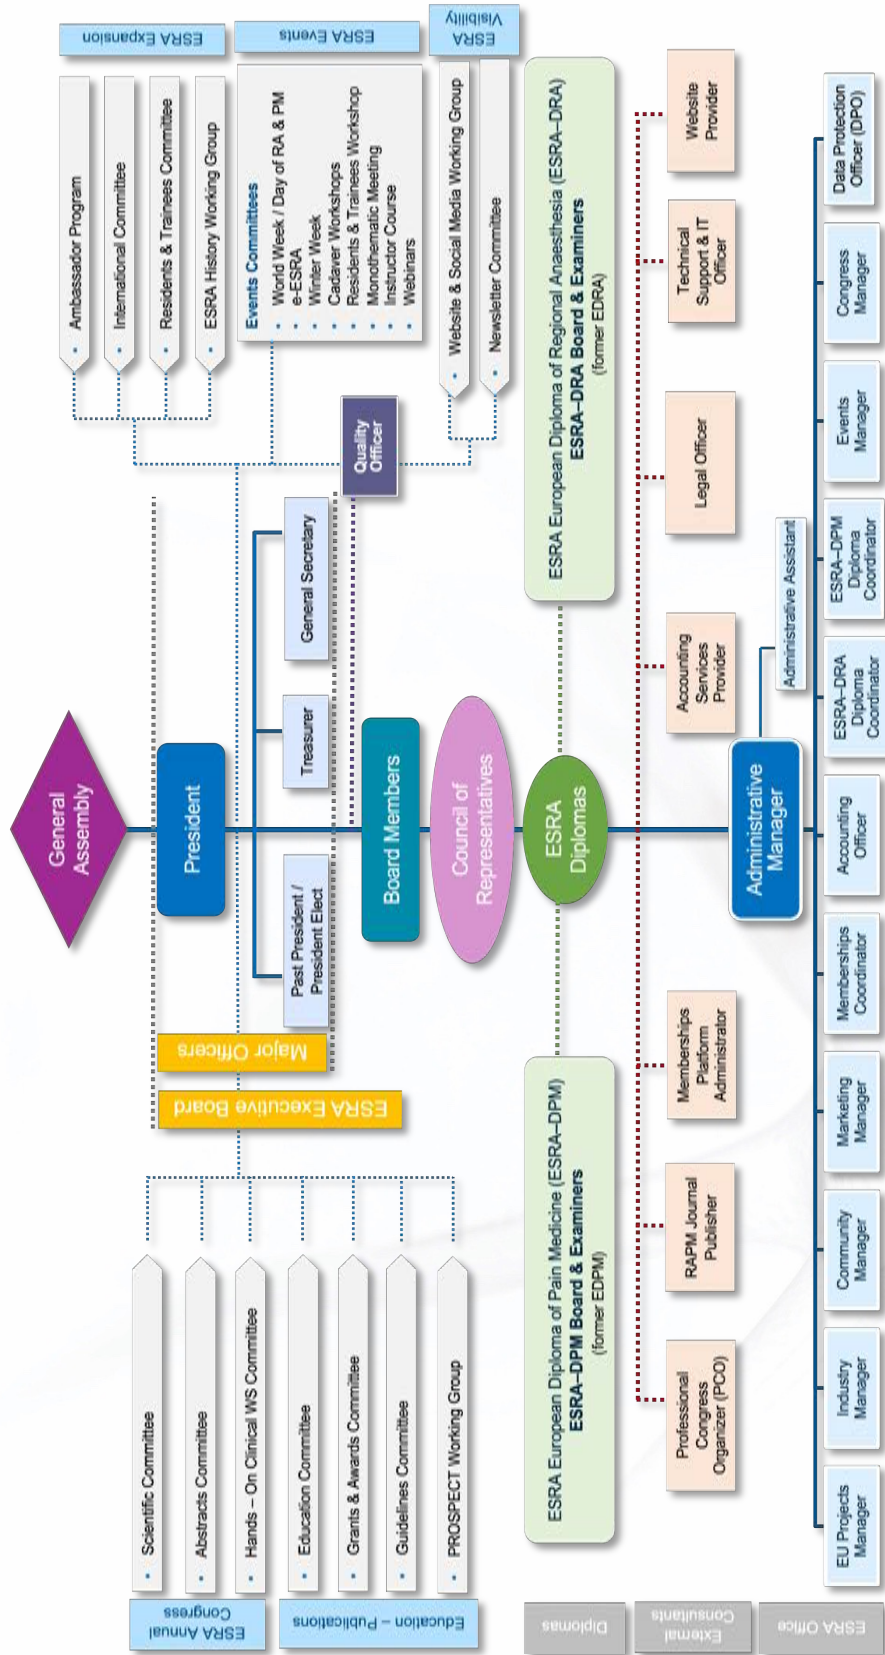 General
Assembly
President
Past President /
President Elect
Treasurer
General Secretary
Major Officers
ESRA Executive Board
Quality
Officer
Board Members
Council of
Representatives
ESRA Annual
Congress
• Scientific Committee
• Abstracts Committee
• Hands – On Clinical WS Committee
Education – Publications
• Education Committee
• Grants & Awards Committee
• Guidelines Committee
• PROSPECT Working Group
ESRA Expansion
• Ambassador Program
• International Committee
• Residents & Trainees Committee
• ESRA History Working Group
ESRA Events
Events Committees
• World Week / Day of RA & PM
• e-ESRA
• Winter Week
• Cadaver Workshops
• Residents & Trainees Workshop
• Monothematic Meeting
• Instructor Course
• Webinars
ESRA
Visibility
• Website & Social Media Working Group
• Newsletter Committee
Diplomas
ESRA European Diploma of Pain Medicine (ESRA–DPM)
ESRA–DPM Board & Examiners
(former EDPM)
ESRA
Diplomas
ESRA European Diploma of Regional Anaesthesia (ESRA–DRA)
ESRA–DRA Board & Examiners
(former EDRA)
External
Consultants
Professional
Congress
Organizer (PCO)
RAPM Journal
Publisher
Memberships
Platform
Administrator
Accounting
Services
Provider
Legal Officer
Technical
Support & IT
Officer
Website
Provider
ESRA Office
Administrative
Manager
Administrative Assistant
EU Projects
Manager
Industry
Manager
Community
Manager
Marketing
Manager
Memberships
Coordinator
Accounting
Officer
ESRA–DRA
Diploma
Coordinator
ESRA–DPM
Diploma
Coordinator
Events
Manager
Congress
Manager
Data Protection
Officer (DPO)